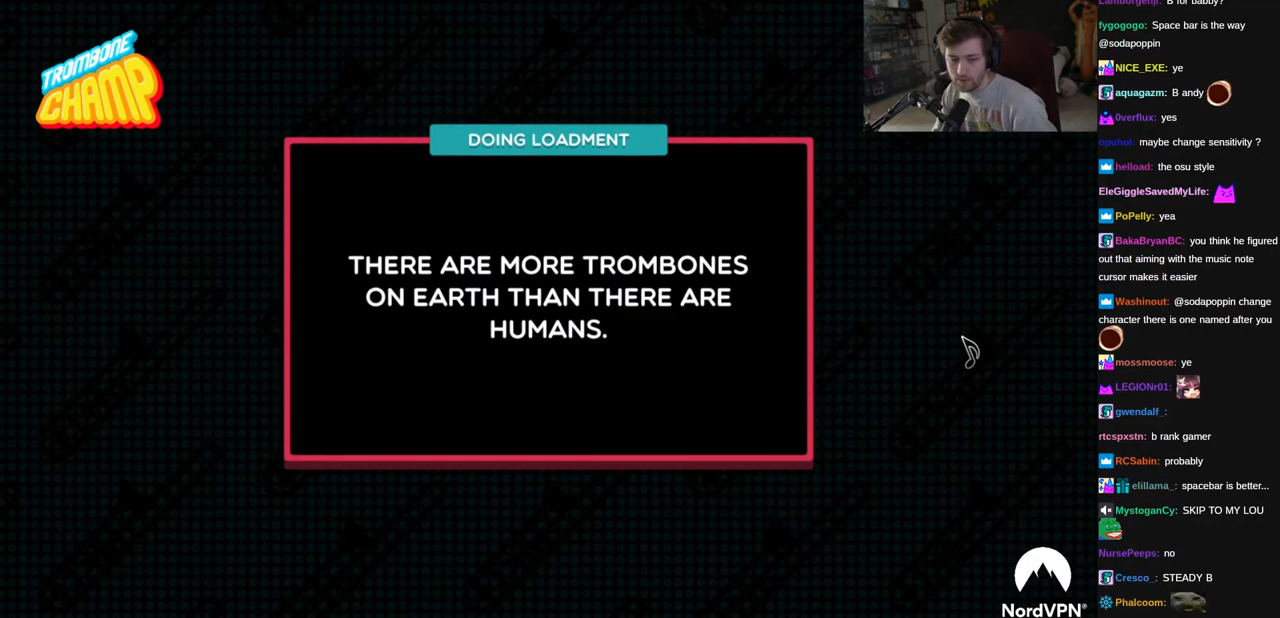 TROMBONE
CHAMP
DOING LOADMENT
THERE ARE MORE TROMBONES
ON EARTH THAN THERE ARE
HUMANS.
NordVPN®
Lamborgenji: B for babby?
fygogogo: Space bar is the way
@sodapoppin
NICE_EXE: ye
aquagazm: B andy
0verflux: yes
opuhol: maybe change sensitivity ?
helload: the osu style
EleGiggleSavedMyLife:
PoPelly: yea
BakaBryanBC: you think he figured
out that aiming with the music note
cursor makes it easier
Washinout: @sodapoppin change
character there is one named after you
mossmoose: ye
LEGIONr01:
gwendalf_:
rtcspxstn: b rank gamer
RCSabin: probably
elillama_: spacebar is better...
MystoganCy: SKIP TO MY LOU
NursePeeps: no
Cresco_: STEADY B
Phalcoom: